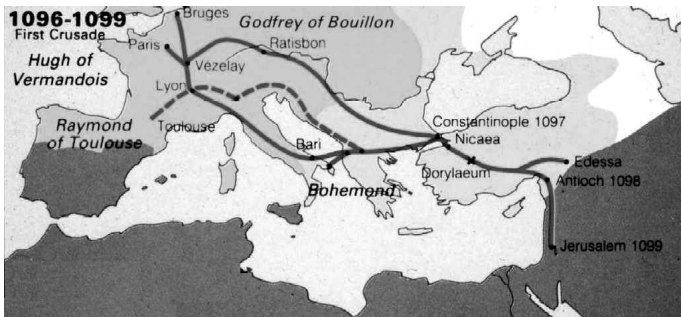 1096-1099
First Crusade
Hugh of
Vermandois
Bruges
Godfrey of Bouillon
Paris
Ratisbon
Vezelay
Lyon
Raymond
of Toulouse
Toulouse
Constantinople 1097
Nicaea
Bari
Bohemond
Dorylaeum
Edessa
Antioch 1098
Jerusalem 1099